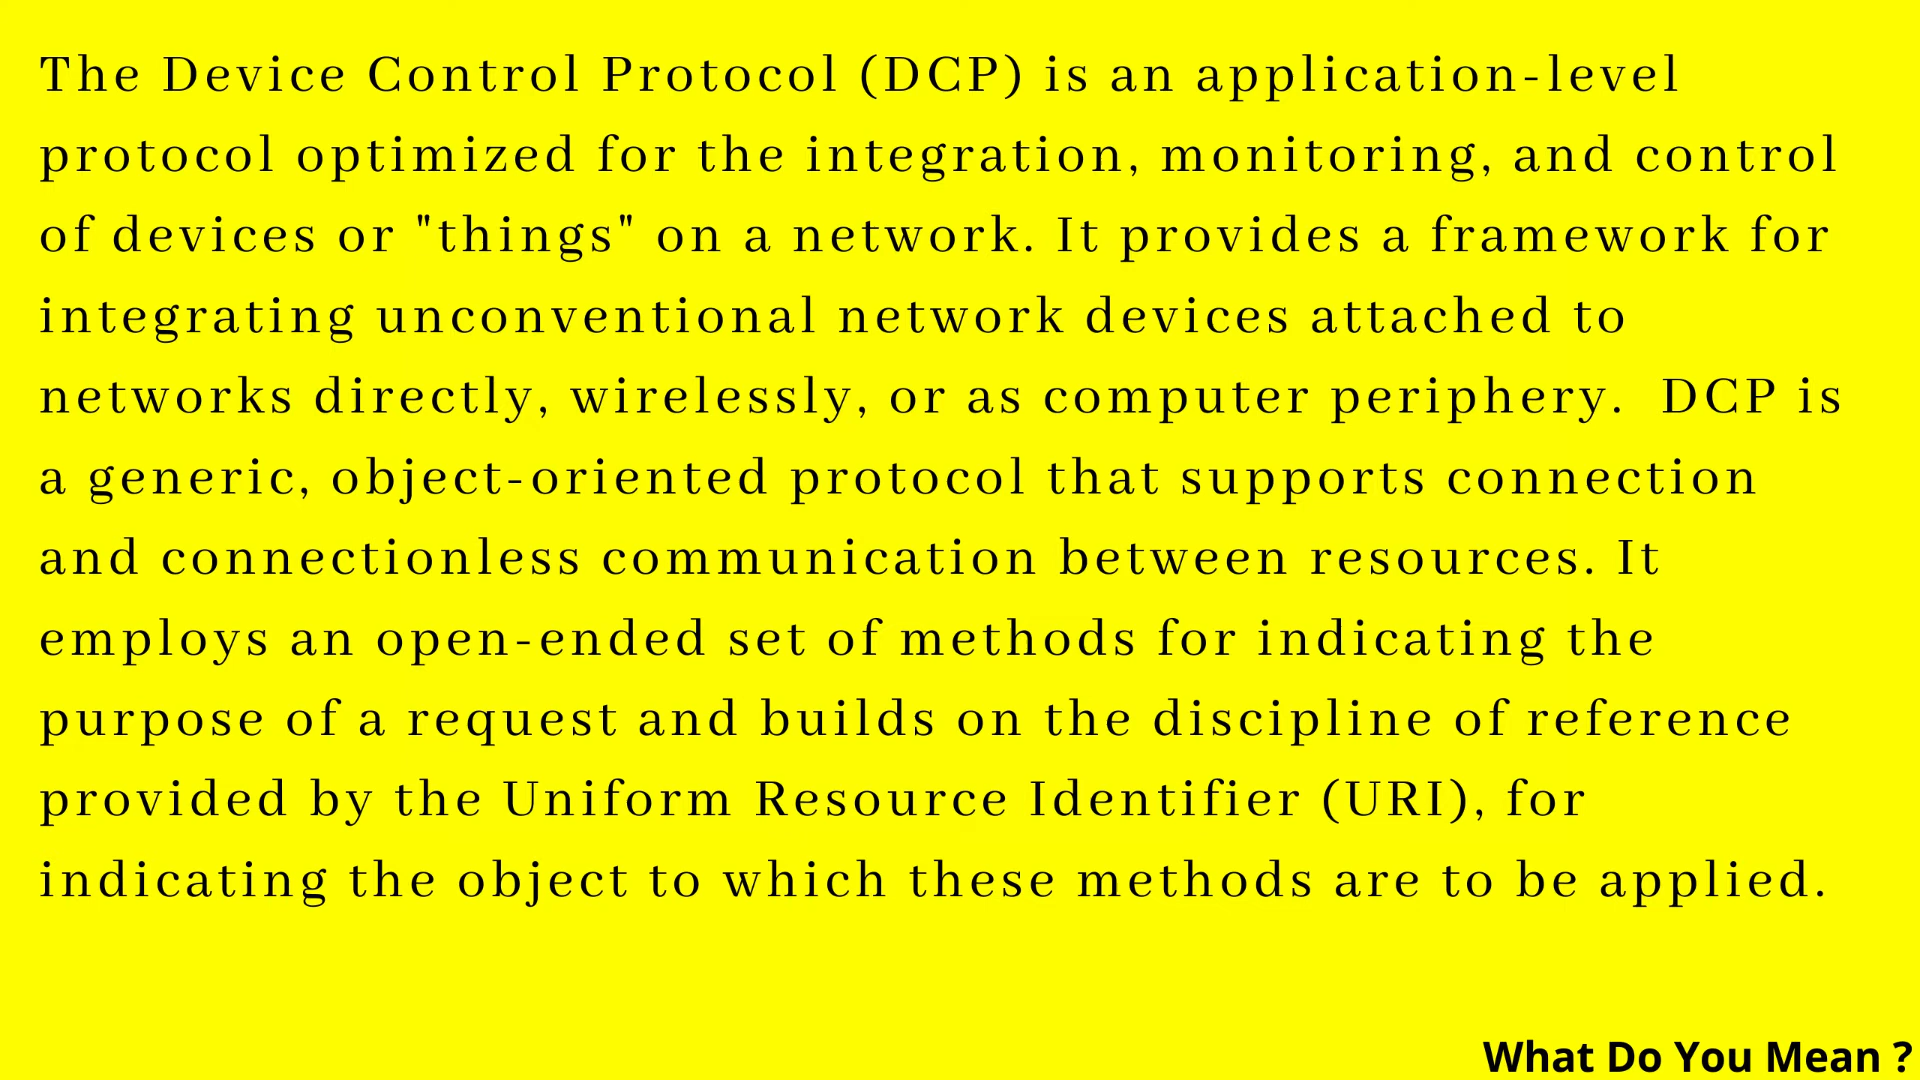 The Device Control Protocol (DCP) is an application-level
protocol optimized for the integration, monitoring, and control
of devices or "things" on a network. It provides a framework for
integrating unconventional network devices attached to
networks directly, wirelessly, or as computer periphery.  DCP is
a generic, object-oriented protocol that supports connection
and connectionless communication between resources. It
employs an open-ended set of methods for indicating the
purpose of a request and builds on the discipline of reference
provided by the Uniform Resource Identifier (URI), for
indicating the object to which these methods are to be applied.
What Do You Mean ?